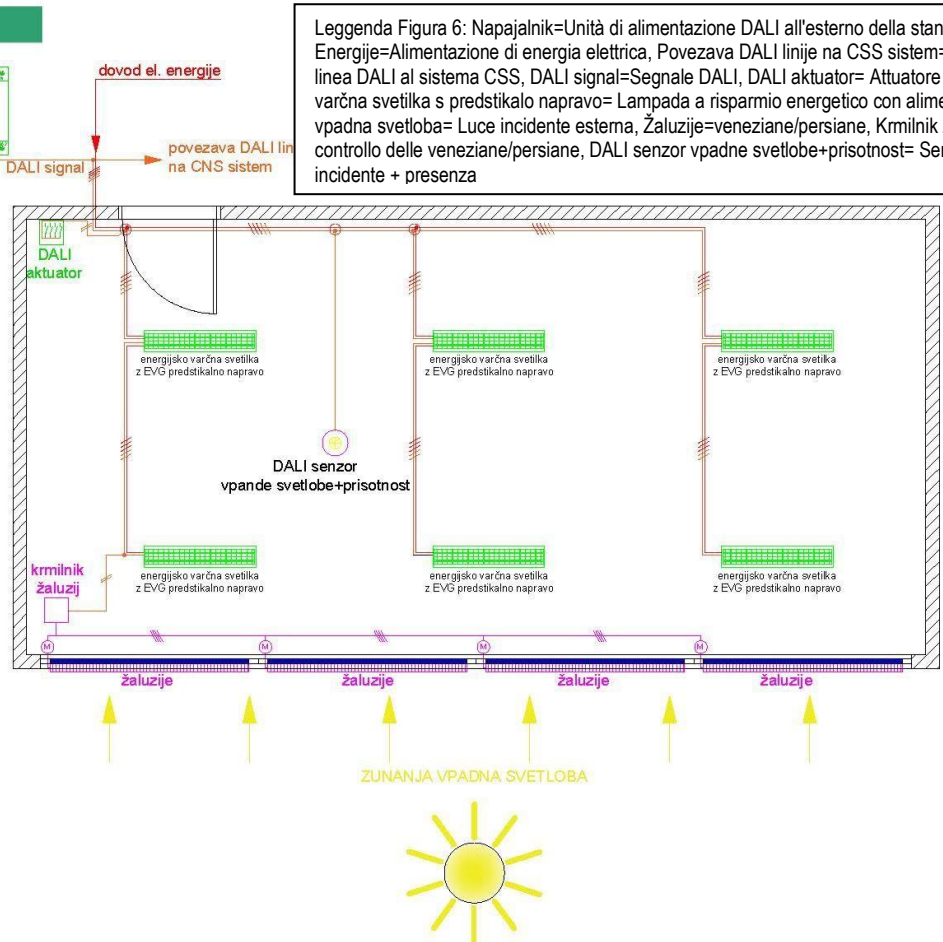 Leggenda Figura 6: Napajalnik=Unità di alimentazione DALI all'esterno della stan
Energije=Alimentazione di energia elettrica, Povezava DALI linije na CSS sistem=
linea DALI al sistema CSS, DALI signal=Segnale DALI, DALI aktuator= Attuatore
varčna svetilka s predstikalo napravo= Lampada a risparmio energetico con alime
vpadna svetloba= Luce incidente esterna, Žaluzije=veneziane/persiane, Krmilnik
controllo delle veneziane/persiane, DALI senzor vpadne svetlobe+prisotnost= Sen
incidente + presenza
dovod el. energije
povezava DALI lin
na CNS sistem
DALI signal
DALI
aktuator
energijsko varčna svetilka
z EVG predstikalno napravo
energijsko varčna svetilka
z EVG predstikalno napravo
energijsko varčna svetilka
z EVG predstikalno napravo
DALI senzor
vpande svetlobe+prisotnost
krmilnik
žaluzij
energijsko varčna svetilka
z EVG predstikalno napravo
energijsko varčna svetilka
z EVG predstikalno napravo
energijsko varčna svetilka
z EVG predstikalno napravo
M M M M
žaluzije žaluzije žaluzije žaluzije
ZUNANJA VPADNA SVETLOBA